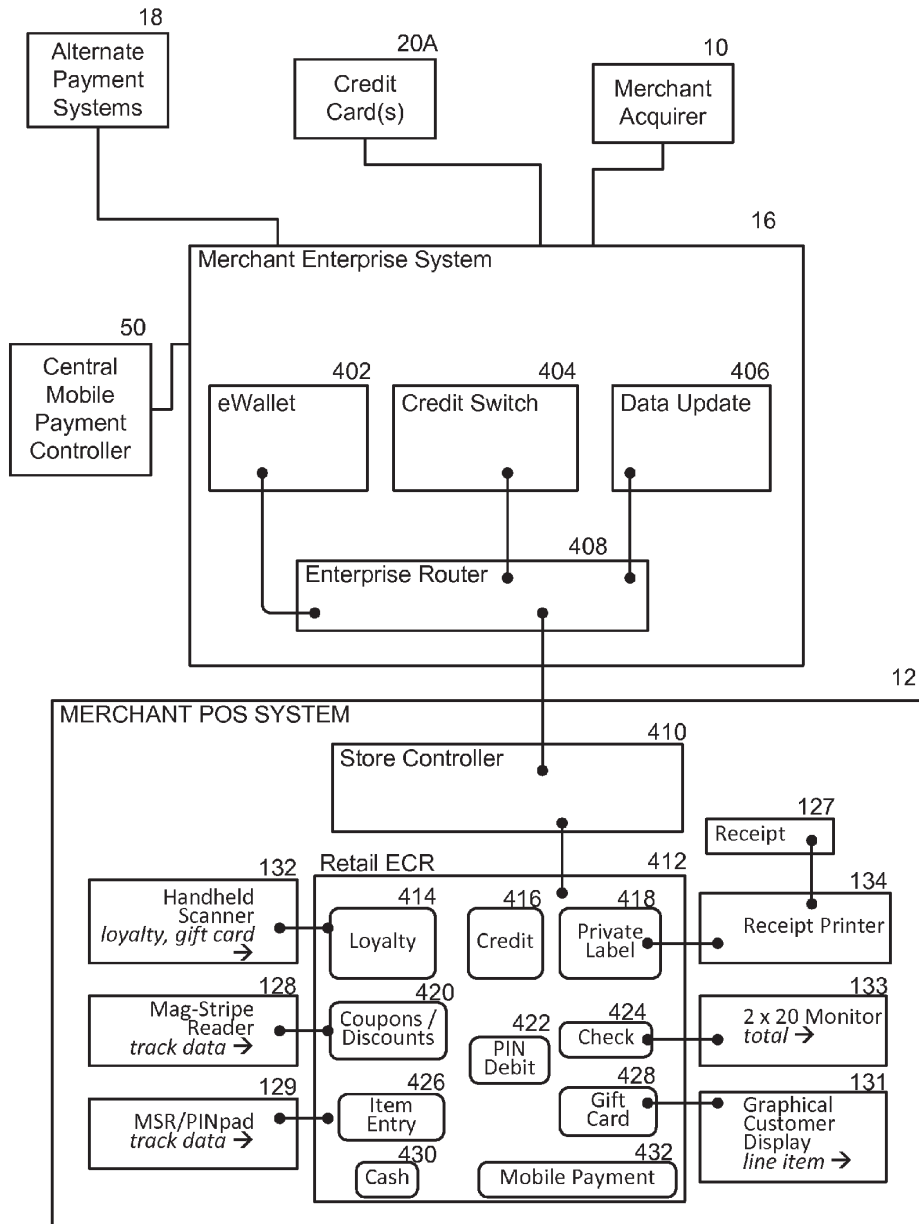 18
Alternate
Payment
Systems
20A
Credit
Card(s)
10
Merchant
Acquirer
16
Merchant Enterprise System
50
Central
Mobile
Payment
Controller
402
eWallet
404
Credit Switch
406
Data Update
408
Enterprise Router
12
MERCHANT POS SYSTEM
410
Store Controller
127
Receipt
Retail ECR
412
132
Handheld
Scanner
loyalty, gift card
→
414
Loyalty
416
Credit
418
Private
Label
134
Receipt Printer
128
Mag-Stripe
Reader
track data →
420
Coupons /
Discounts
422
PIN
Debit
424
Check
133
2 x 20 Monitor
total →
129
MSR/PINpad
track data →
426
Item
Entry
428
Gift
Card
131
Graphical
Customer
Display
line item →
430
Cash
432
Mobile Payment